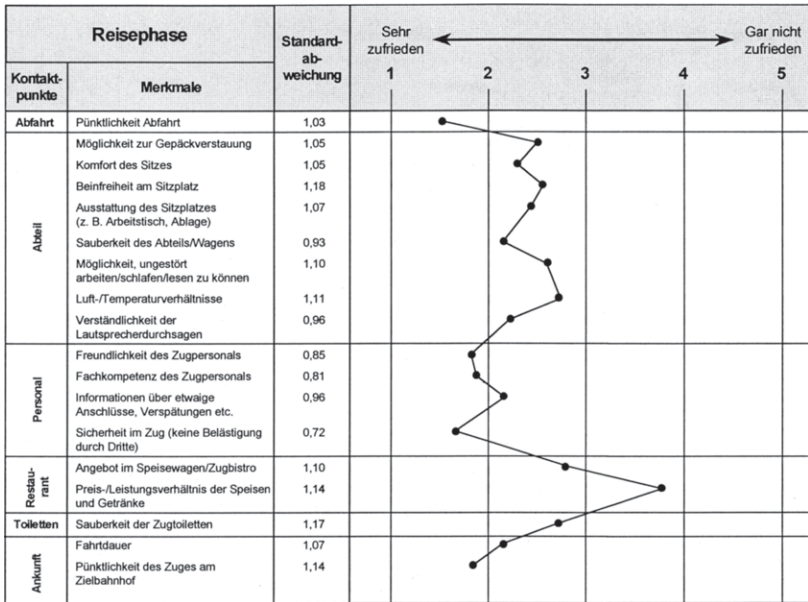 Reisephase
Standard-
ab-
weichung
Sehr
zufrieden
Gar nicht
zufrieden
1 2 3 4 5
Kontakt-
punkte
Merkmale
Abfahrt Pünktlichkeit Abfahrt 1,03
Abteil
Möglichkeit zur Gepäckverstauung 1,05
Komfort des Sitzes 1,05
Beinfreiheit am Sitzplatz 1,18
Ausstattung des Sitzplatzes
(z. B. Arbeitstisch, Ablage) 1,07
Sauberkeit des Abteils/Wagens 0,93
Möglichkeit, ungestört
arbeiten/schlafen/lesen zu können 1,10
Luft-/Temperaturverhältnisse 1,11
Verständlichkeit der
Lautsprecherdurchsagen 0,96
Personal
Freundlichkeit des Zugpersonals 0,85
Fachkompetenz des Zugpersonals 0,81
Informationen über etwaige
Anschlüsse, Verspätungen etc. 0,96
Sicherheit im Zug (keine Belästigung
durch Dritte) 0,72
Restau-
rant
Angebot im Speisewagen/Zugbistro 1,10
Preis-/Leistungsverhältnis der Speisen
und Getränke 1,14
Toiletten Sauberkeit der Zugtoiletten 1,17
Ankunft
Fahrtdauer 1,07
Pünktlichkeit des Zuges am
Zielbahnhof 1,14